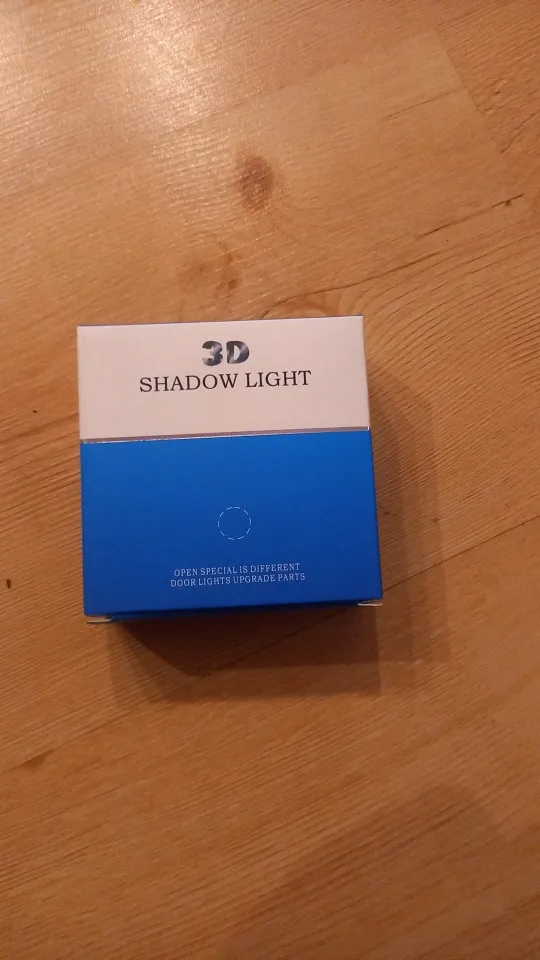 3D
SHADOW LIGHT
OPEN SPECIAL IS DIFFERENT
DOOR LIGHTS UPGRADE PARTS